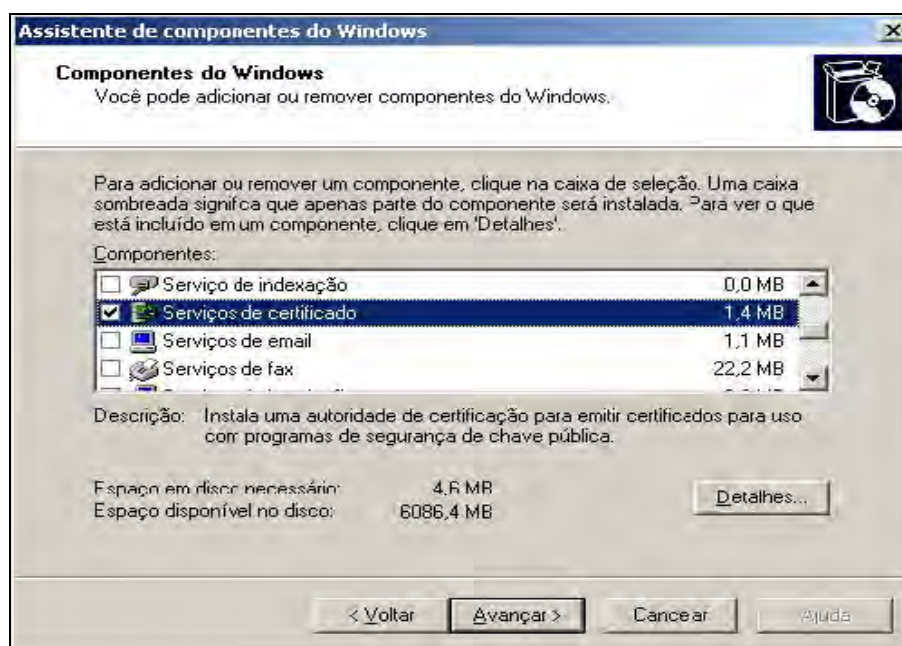 Assistente de componentes do Windows
Componentes do Windows
Você pode adicionar ou remover componentes do Windows.
Para adicionar ou remover um componente, clique na caixa de seleção. Uma caixa
sombreada signifca que apenas parte do componente será instalada. Para ver o que
está incluído em um componente, clique em 'Detalhes'.
Componentes:
Serviço de indexação 0,0 MB
Serviços de certificado 1,4 MB
Serviços de email 1,1 MB
Serviços de fax 22,2 MB
Descrição: Instala uma autoridade de certificação para emitir certificados para uso
com programas de segurança de chave pública.
Espaço em disco necessário: 4,6 MB
Espaço disponível no disco: 6086,4 MB
Detalhes...
< Voltar Avançar > Cancelar Ajuda